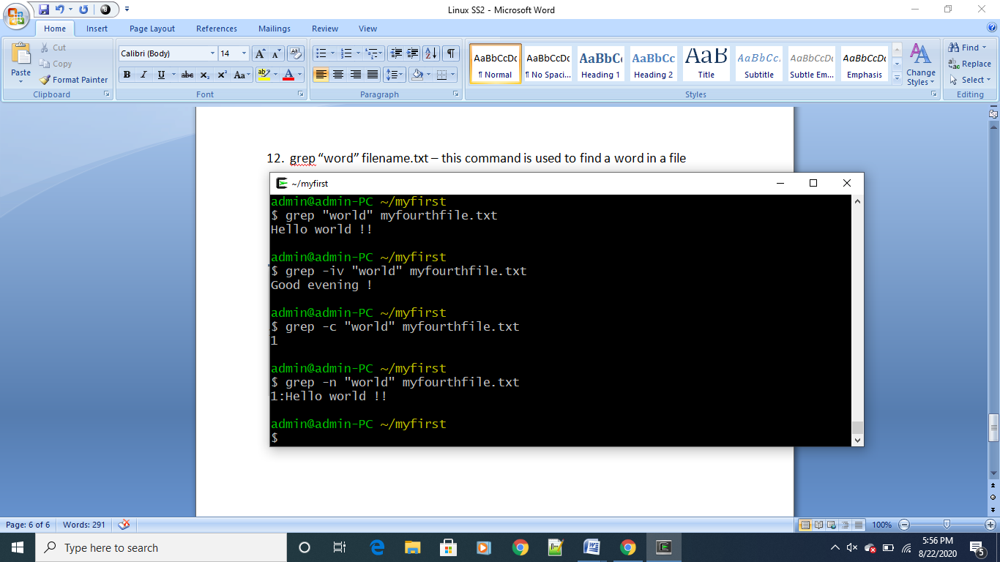 Linux SS2 - Microsoft Word
Home Insert Page Layout References Mailings Review View
Paste
Cut
Copy
Format Painter
Clipboard
Calibri (Body) 14
B I U abc x₂ x² Aa ab A
Font
Paragraph
AaBbCcDc AaBbCcDc AaBbC AaBbCc AaB AaBbCc. AaBbCcDc AaBbCcDc
¶ Normal ¶ No Spaci... Heading 1 Heading 2 Title Subtitle Subtle Em... Emphasis
Change Styles
Styles
Find
Replace
Select
Editing
12. grep “word” filename.txt – this command is used to find a word in a file
~/myfirst
admin@admin-PC ~/myfirst
$ grep "world" myfourthfile.txt
Hello world !!
admin@admin-PC ~/myfirst
$ grep -iv "world" myfourthfile.txt
Good evening !
admin@admin-PC ~/myfirst
$ grep -c "world" myfourthfile.txt
1
admin@admin-PC ~/myfirst
$ grep -n "world" myfourthfile.txt
1:Hello world !!
admin@admin-PC ~/myfirst
$
Page: 6 of 6 Words: 291 100%
Type here to search
5:56 PM
8/22/2020
5